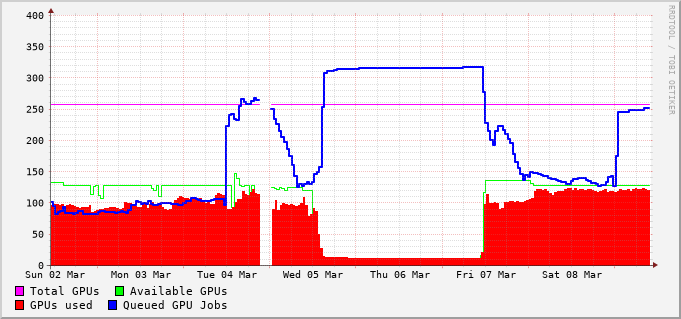 400
350
300
250
200
150
100
50
0
Sun 02 Mar Mon 03 Mar Tue 04 Mar Wed 05 Mar Thu 06 Mar Fri 07 Mar Sat 08 Mar
Total GPUs Available GPUs
GPUs used Queued GPU Jobs
RRDTOOL / TOBI OETIKER